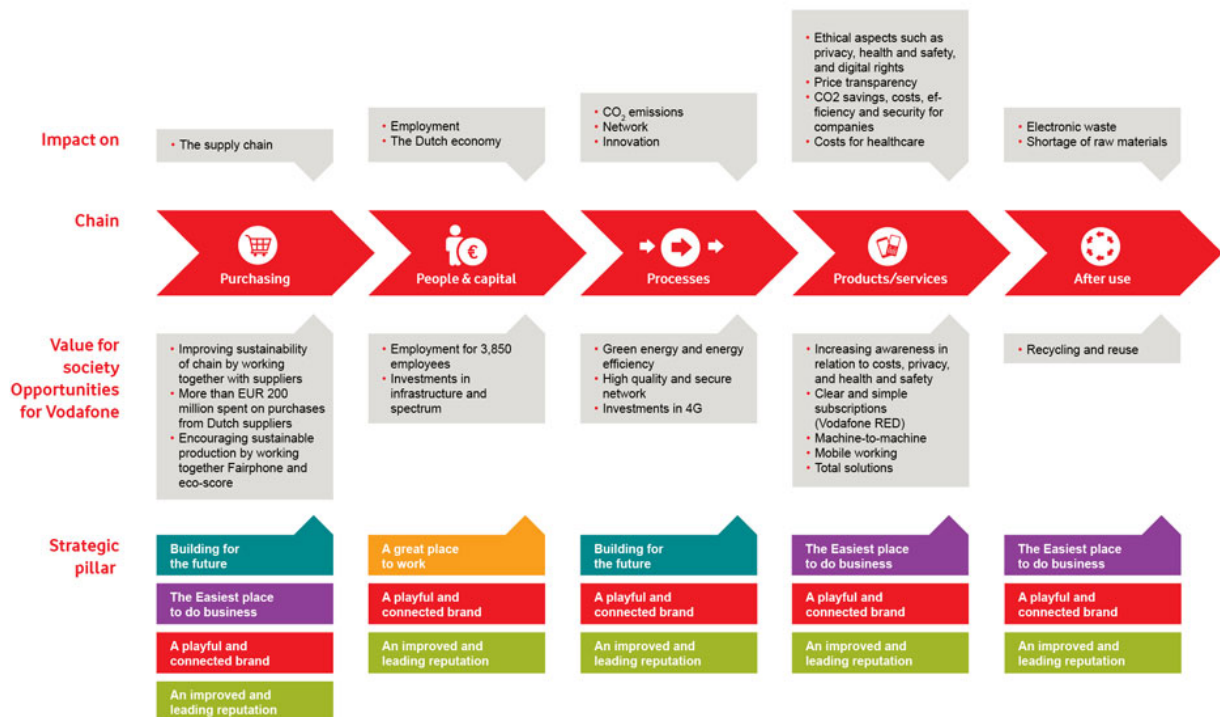 Impact on
• The supply chain
• Employment
• The Dutch economy
• CO2 emissions
• Network
• Innovation
• Ethical aspects such as
privacy, health and safety,
and digital rights
• Price transparency
• CO2 savings, costs, ef-
ficiency and security for
companies
• Costs for healthcare
• Electronic waste
• Shortage of raw materials
Chain
Purchasing
People & capital
Processes
Products/services
After use
Value for
society
Opportunities
for Vodafone
• Improving sustainability
of chain by working
together with suppliers
• More than EUR 200
million spent on purchases
from Dutch suppliers
• Encouraging sustainable
production by working
together Fairphone and
eco-score
• Employment for 3,850
employees
• Investments in
infrastructure and
spectrum
• Green energy and energy
efficiency
• High quality and secure
network
• Investments in 4G
• Increasing awareness in
relation to costs, privacy,
and health and safety
• Clear and simple
subscriptions
(Vodafone RED)
• Machine-to-machine
• Mobile working
• Total solutions
• Recycling and reuse
Strategic
pillar
Building for
the future
The Easiest place
to do business
A playful and
connected brand
An improved and
leading reputation
A great place
to work
A playful and
connected brand
An improved and
leading reputation
Building for
the future
A playful and
connected brand
An improved and
leading reputation
The Easiest place
to do business
A playful and
connected brand
An improved and
leading reputation
The Easiest place
to do business
A playful and
connected brand
An improved and
leading reputation